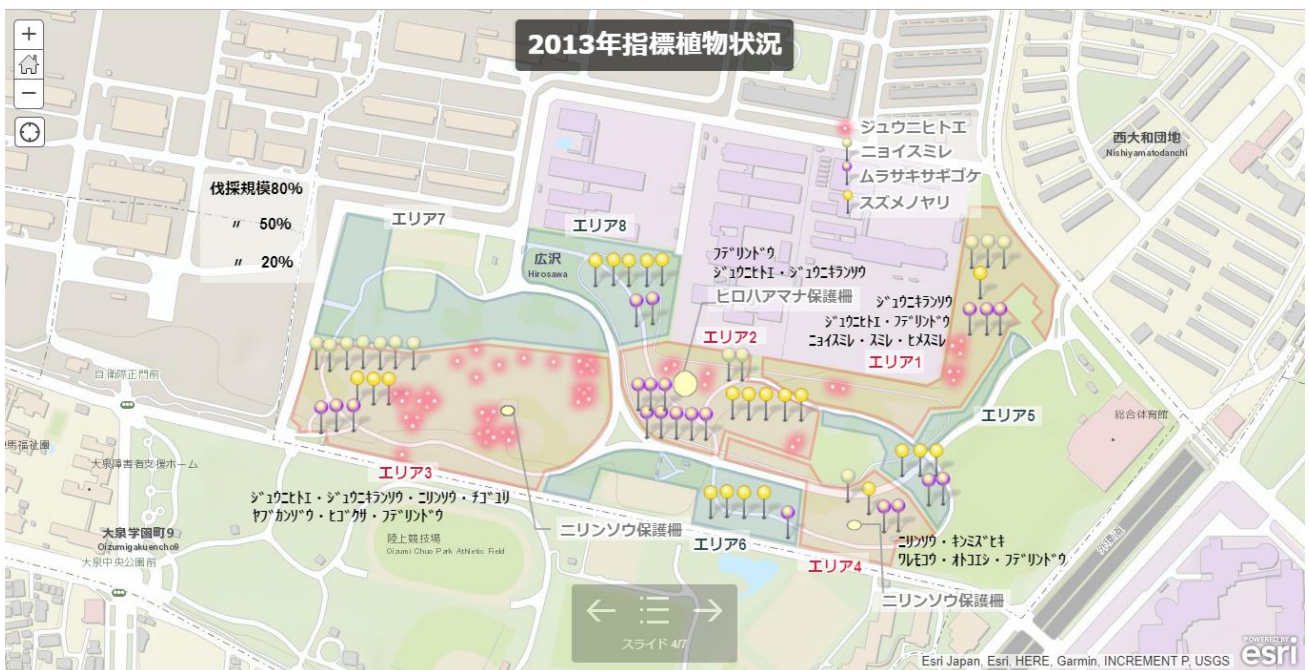 2013年指標植物状況
ジュウニヒトエ
ニョイスミレ
ムラサキサギゴケ
スズメノヤリ
西大和団地
Nishiyamatodanchi
伐採規模80%
〃 50%
〃 20%
エリア7
エリア8
広沢
Hirosawa
ﾌﾃﾞﾘﾝﾄﾞｳ
ｼﾞｭｳﾆﾋﾄｴ・ｼﾞｭｳﾆｷﾗﾝｿｳ
ヒロハアマナ保護柵
ｼﾞｭｳﾆｷﾗﾝｿｳ
ｼﾞｭｳﾆﾋﾄｴ・ﾌﾃﾞﾘﾝﾄﾞｳ
ﾆｮｲｽﾐﾚ・ｽﾐﾚ・ﾋﾒｽﾐﾚ
エリア2
エリア1
自衛隊正門前
エリア5
総合体育館
馬福祉園
大泉障害者支援ホーム
エリア3
ｼﾞｭｳﾆﾋﾄｴ・ｼﾞｭｳﾆｷﾗﾝｿｳ・ﾆﾘﾝｿｳ・ﾁｺﾞﾕﾘ
ﾔﾌﾞｶﾝｿﾞｳ・ﾋｺﾞｸｻ・ﾌﾃﾞﾘﾝﾄﾞｳ
ニリンソウ保護柵
大泉学園町9
Oizumigakuencho9
大泉中央公園前
陸上競技場
Oizumi Chuo Park Athletic Field
エリア6
エリア4
ﾆﾘﾝｿｳ・ｷﾝﾐｽﾞﾋｷ
ﾜﾚﾓｺｳ・ｵﾄｺｴｼ・ﾌﾃﾞﾘﾝﾄﾞｳ
ニリンソウ保護柵
外環道
スライド 4/7
POWERED BY
esri
Esri Japan, Esri, HERE, Garmin, INCREMENT P, USGS